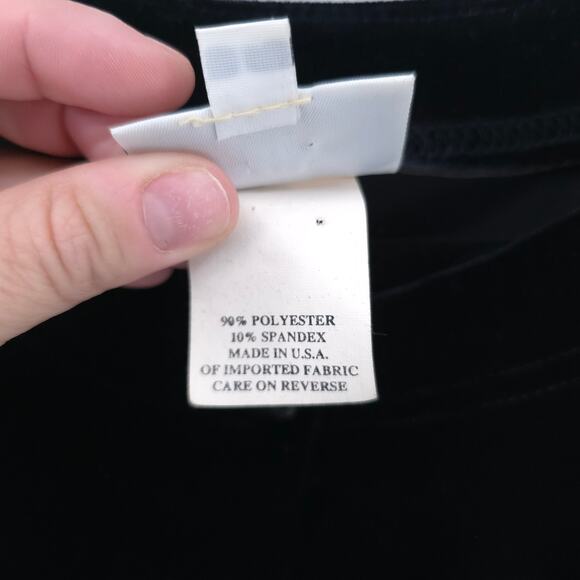 90% POLYESTER
10% SPANDEX
MADE IN U.S.A.
OF IMPORTED FABRIC
CARE ON REVERSE